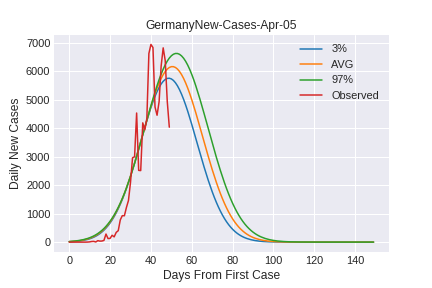 GermanyNew-Cases-Apr-05
7000
6000
5000
4000
3000
2000
1000
0
Daily New Cases
3%
AVG
97%
Observed
0 20 40 60 80 100 120 140
Days From First Case